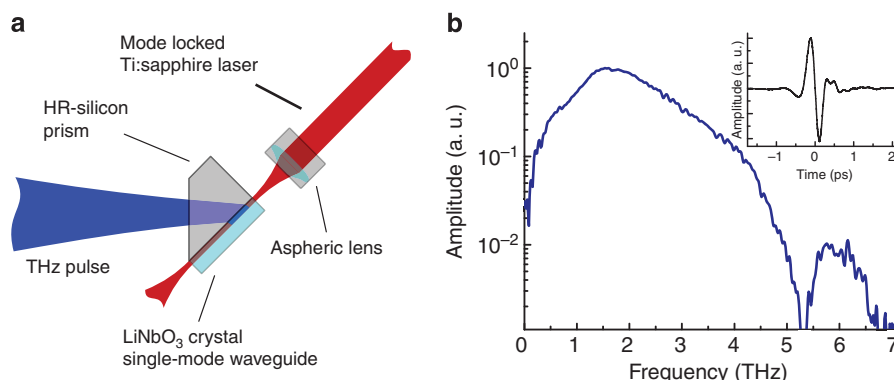 a
Mode locked
Ti:sapphire laser
HR-silicon
prism
THz pulse
Aspheric lens
LiNbO3 crystal
single-mode waveguide
b
Amplitude (a. u.)
10^0
10^-1
10^-2
0 1 2 3 4 5 6 7
Frequency (THz)
Amplitude (a. u.)
−1 0 1 2
Time (ps)